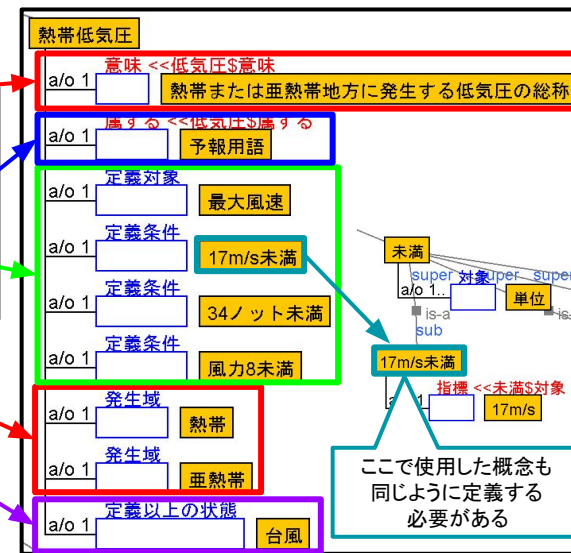 熱帯低気圧
意味 <<低気圧$意味
a/o 1
熱帯または亜熱帯地方に発生する低気圧の総称
属する <<低気圧$属する
a/o 1
予報用語
定義対象
a/o 1
最大風速
定義条件
a/o 1
17m/s未満
定義条件
a/o 1
34ノット未満
定義条件
a/o 1
風力8未満
発生域
a/o 1
熱帯
発生域
a/o 1
亜熱帯
定義以上の状態
a/o 1
台風
未満
super 対象 super super
a/o 1..
単位
is-a
is
sub
17m/s未満
指標 <<未満$対象
a 1
17m/s
ここで使用した概念も
同じように定義する
必要がある